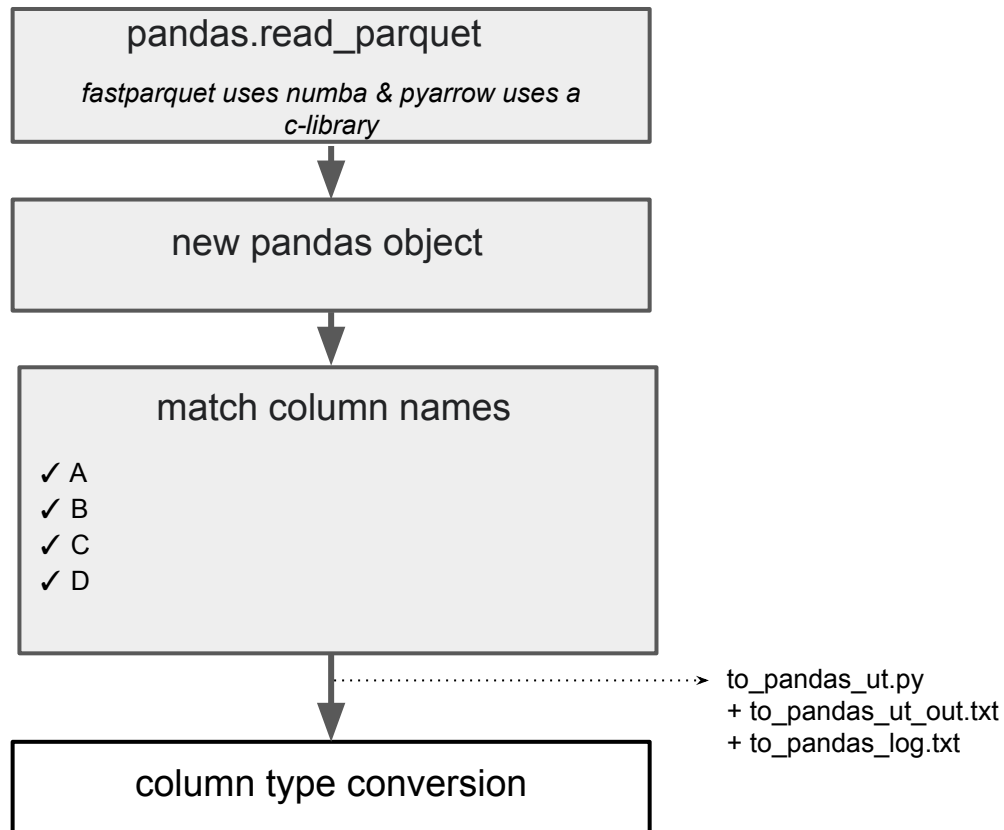 pandas.read_parquet
fastparquet uses numba & pyarrow uses a
c-library
new pandas object
match column names
✓ A
✓ B
✓ C
✓ D
to_pandas_ut.py
+ to_pandas_ut_out.txt
+ to_pandas_log.txt
column type conversion